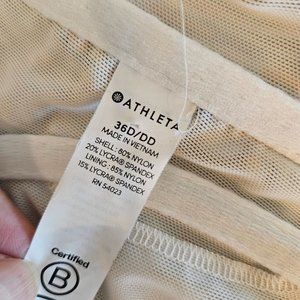 ATHLETA
36D/DD
MADE IN VIETNAM
SHELL : 80% NYLON
20% LYCRA® SPANDEX
LINING : 85% NYLON
15% LYCRA® SPANDEX
RN 54023
Certified
B